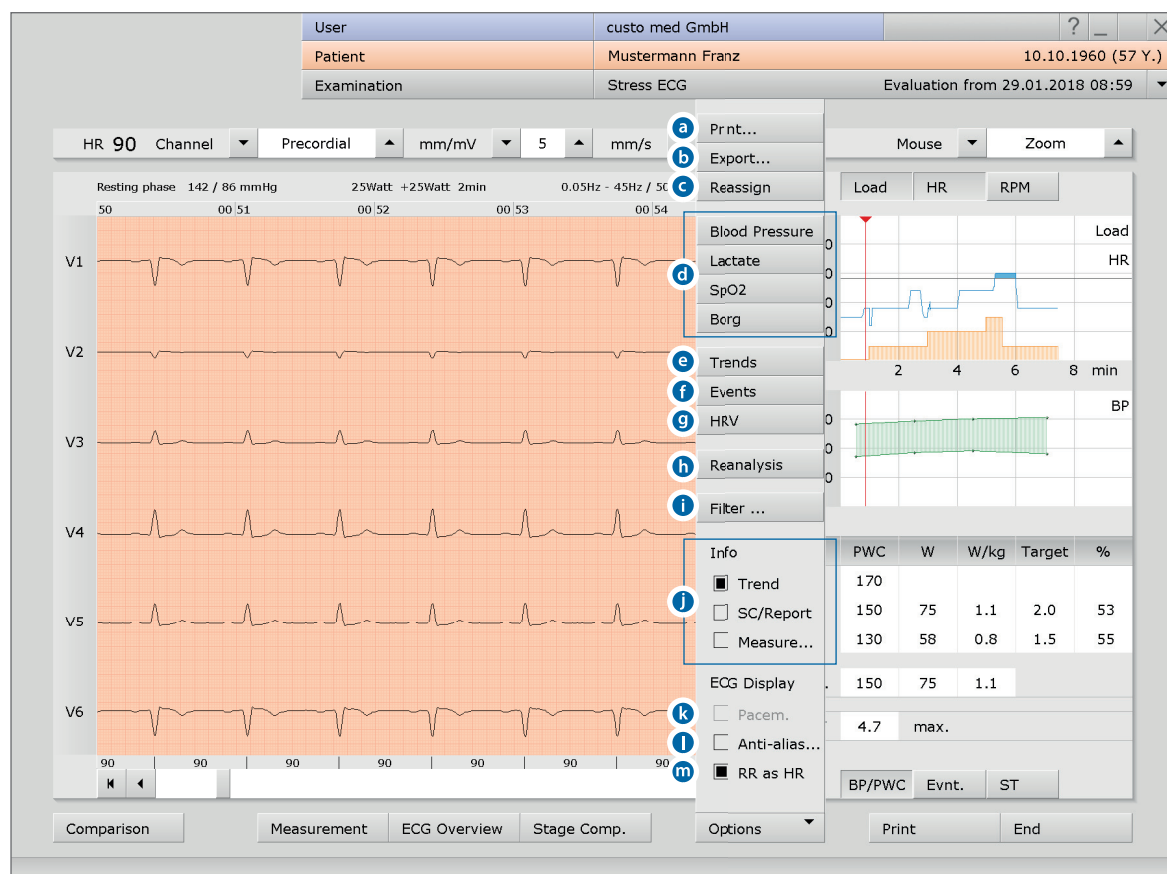 User custo med GmbH ? _ X
Patient Mustermann Franz 10.10.1960 (57 Y.)
Examination Stress ECG Evaluation from 29.01.2018 08:59
HR 90 Channel Precordial mm/mV 5 mm/s Mouse Zoom
Resting phase 142 / 86 mmHg 25Watt +25Watt 2min 0.05Hz - 45Hz / 50
50 00 51 00 52 00 53 00 54
V1
V2
V3
V4
V5
V6
90 90 90 90 90 90 90
a Print...
b Export...
c Reassign
d
Blood Pressure
Lactate
SpO2
Borg
e Trends
f Events
g HRV
h Reanalysis
i Filter ...
j
Info
Trend
SC/Report
Measure...
ECG Display
k Pacem.
l Anti-alias...
m RR as HR
Load HR RPM
Load
HR
0
0
0
0
2 4 6 8 min
BP
0
0
0
PWC W W/kg Target %
170
150 75 1.1 2.0 53
130 58 0.8 1.5 55
. 150 75 1.1
4.7 max.
BP/PWC Evnt. ST
Comparison Measurement ECG Overview Stage Comp. Options Print End